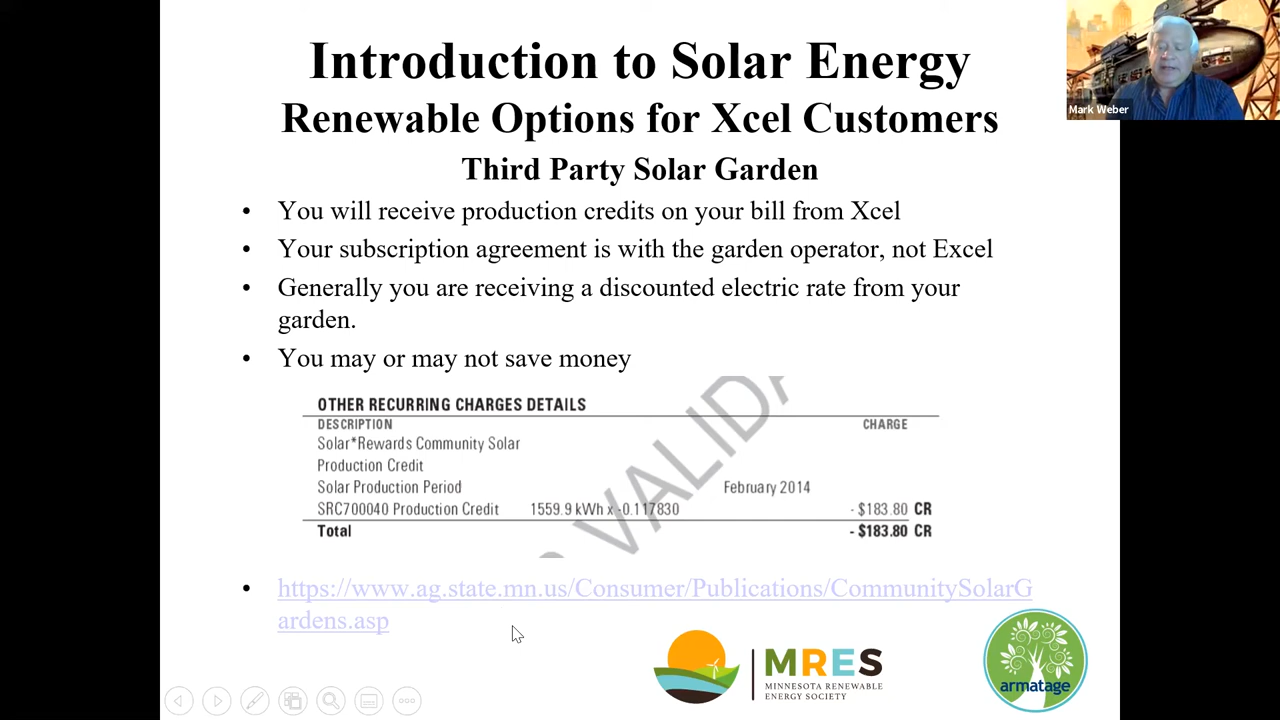 Introduction to Solar Energy
Mark Weber
Renewable Options for Xcel Customers
Third Party Solar Garden
• You will receive production credits on your bill from Xcel
• Your subscription agreement is with the garden operator, not Excel
• Generally you are receiving a discounted electric rate from your
garden.
• You may or may not save money
OTHER RECURRING CHARGES DETAILS
DESCRIPTION CHARGE
Solar*Rewards Community Solar
Production Credit
Solar Production Period February 2014
SRC700040 Production Credit 1559.9 kWh x -0.117830 - $183.80 CR
Total - $183.80 CR
VALID
• https://www.ag.state.mn.us/Consumer/Publications/CommunitySolarG
ardens.asp
MRES
MINNESOTA RENEWABLE
ENERGY SOCIETY
armatage